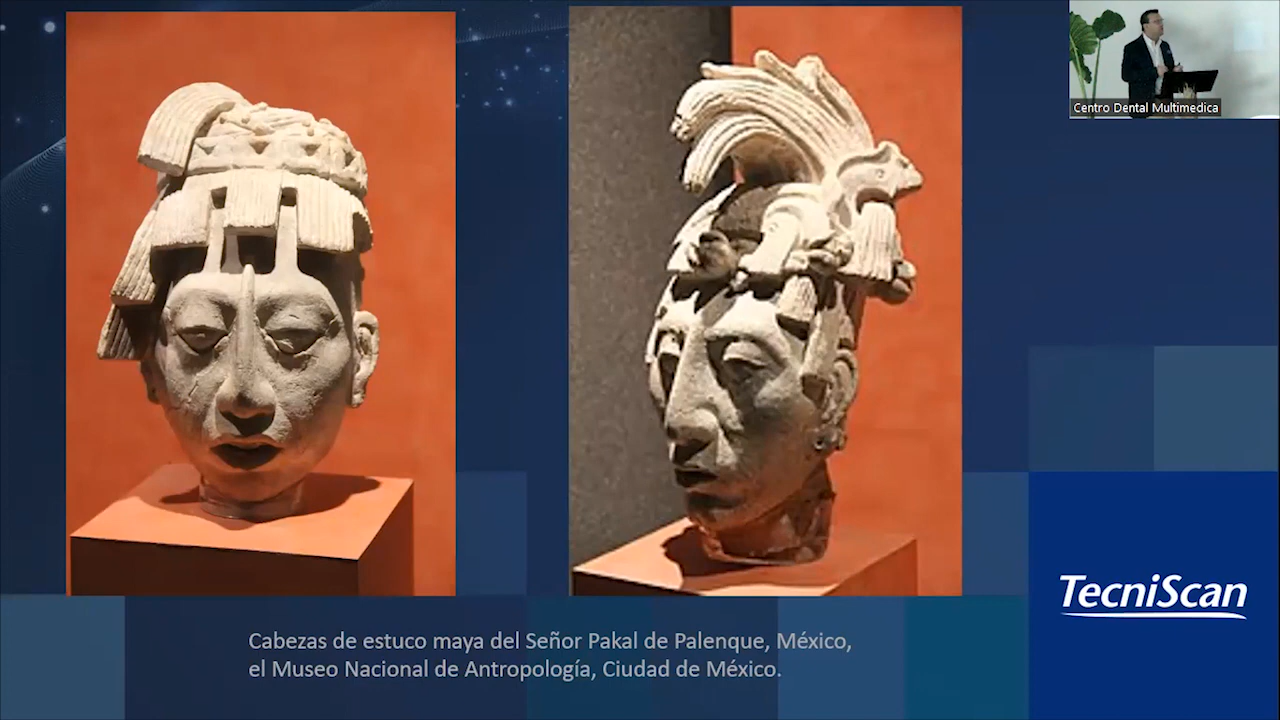 Centro Dental Multimedica
TecniScan
Cabezas de estuco maya del Señor Pakal de Palenque, México,
el Museo Nacional de Antropología, Ciudad de México.